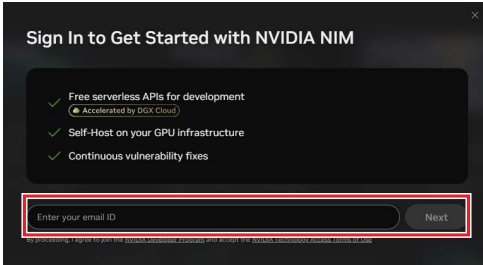 Sign In to Get Started with NVIDIA NIM
Free serverless APIs for development
Accelerated by DGX Cloud
Self-Host on your GPU infrastructure
Continuous vulnerability fixes
Enter your email ID
Next
By proceeding, I agree to join the NVIDIA Developer Program and accept the NVIDIA Technology Access Terms of Use